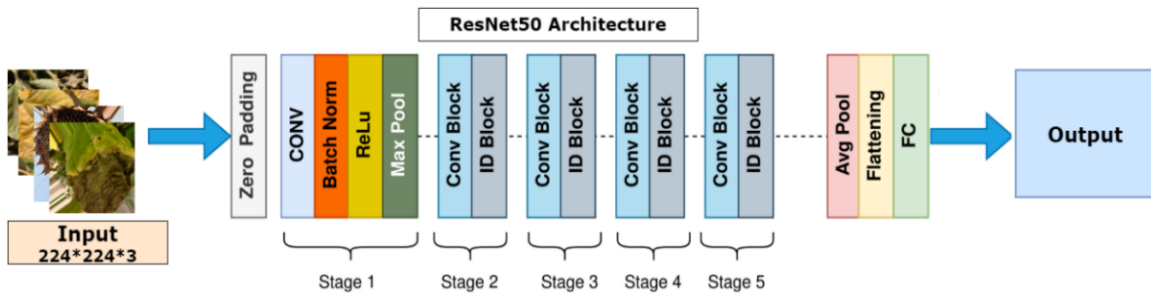 ResNet50 Architecture
Input
224*224*3
Zero Padding
CONV
Batch Norm
ReLu
Max Pool
Conv Block
ID Block
Conv Block
ID Block
Conv Block
ID Block
Conv Block
ID Block
Avg Pool
Flattening
FC
Output
Stage 1
Stage 2
Stage 3
Stage 4
Stage 5